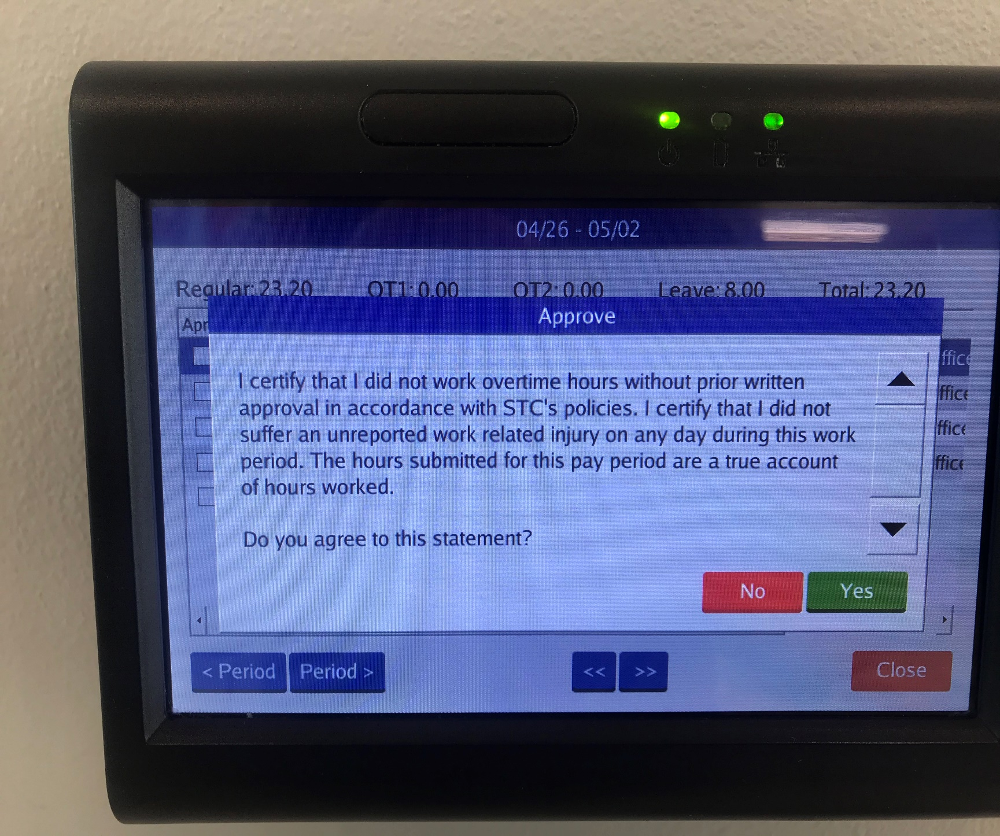 04/26 - 05/02
Regular: 23.20 OT1: 0.00 OT2: 0.00 Leave: 8.00 Total: 23.20
Approve
I certify that I did not work overtime hours without prior written
approval in accordance with STC's policies. I certify that I did not
suffer an unreported work related injury on any day during this work
period. The hours submitted for this pay period are a true account
of hours worked.
Do you agree to this statement?
No Yes
< Period Period > << >> Close